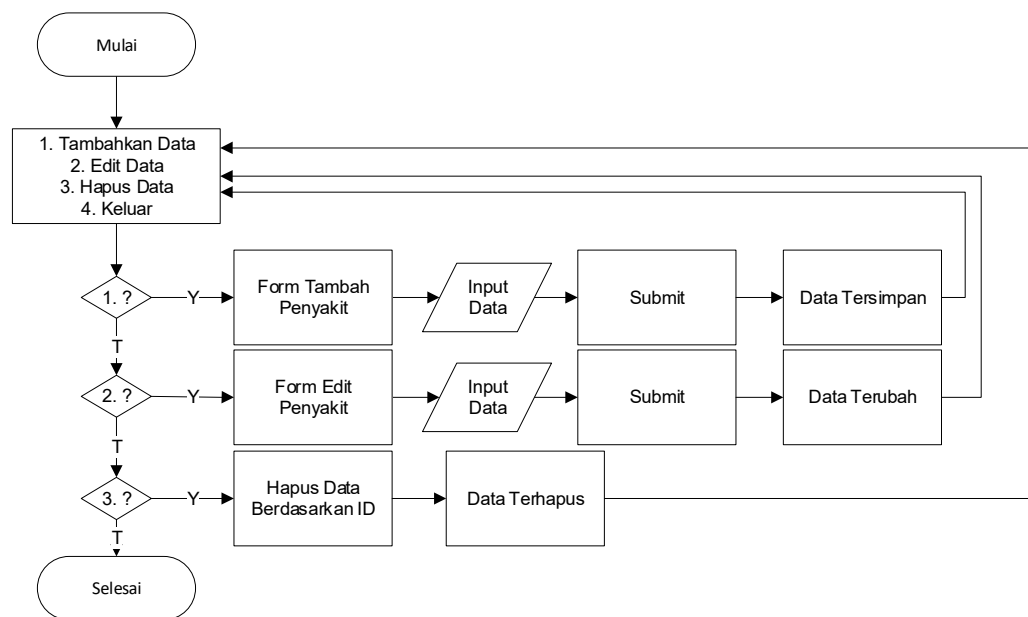 Mulai
1. Tambahkan Data
2. Edit Data
3. Hapus Data
4. Keluar
1. ?
Y
Form Tambah
Penyakit
Input
Data
Submit
Data Tersimpan
T
2. ?
Y
Form Edit
Penyakit
Input
Data
Submit
Data Terubah
T
3. ?
Y
Hapus Data
Berdasarkan ID
Data Terhapus
T
Selesai